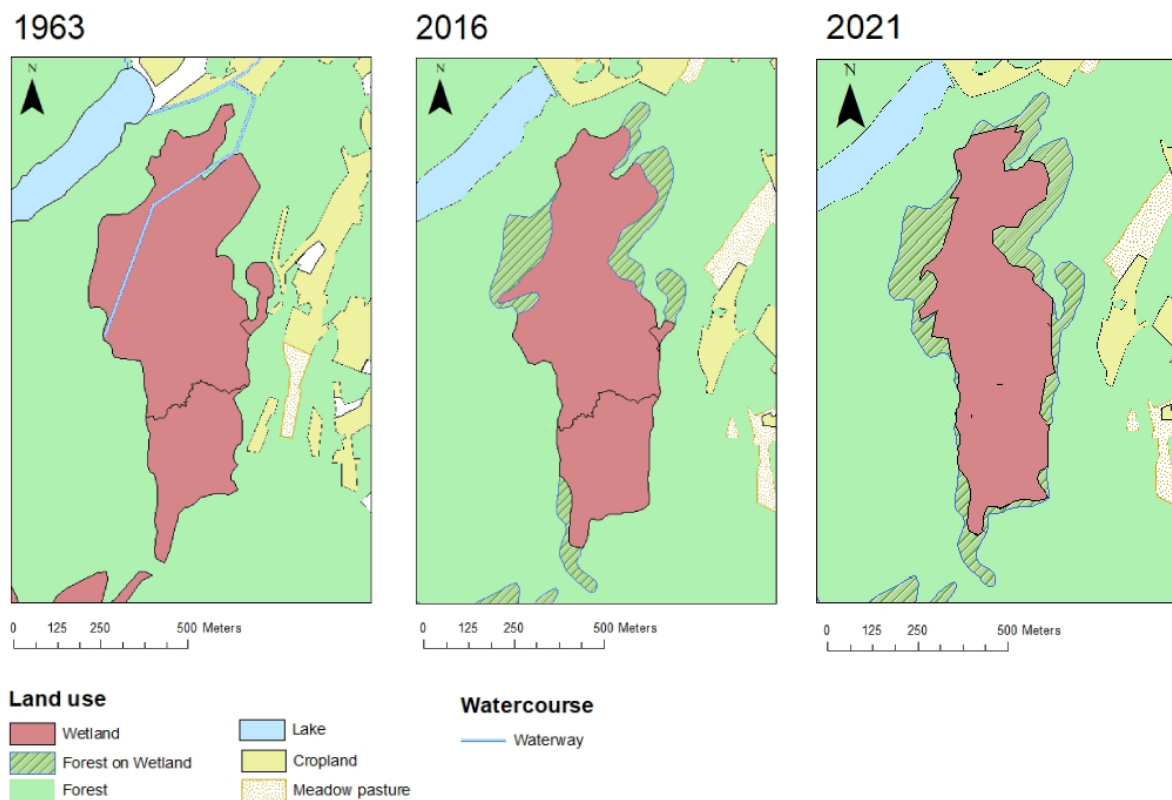 1963
2016
2021
N
N
N
0 125 250 500 Meters
0 125 250 500 Meters
0 125 250 500 Meters
Land use
Wetland
Forest on Wetland
Forest
Lake
Cropland
Meadow pasture
Watercourse
Waterway